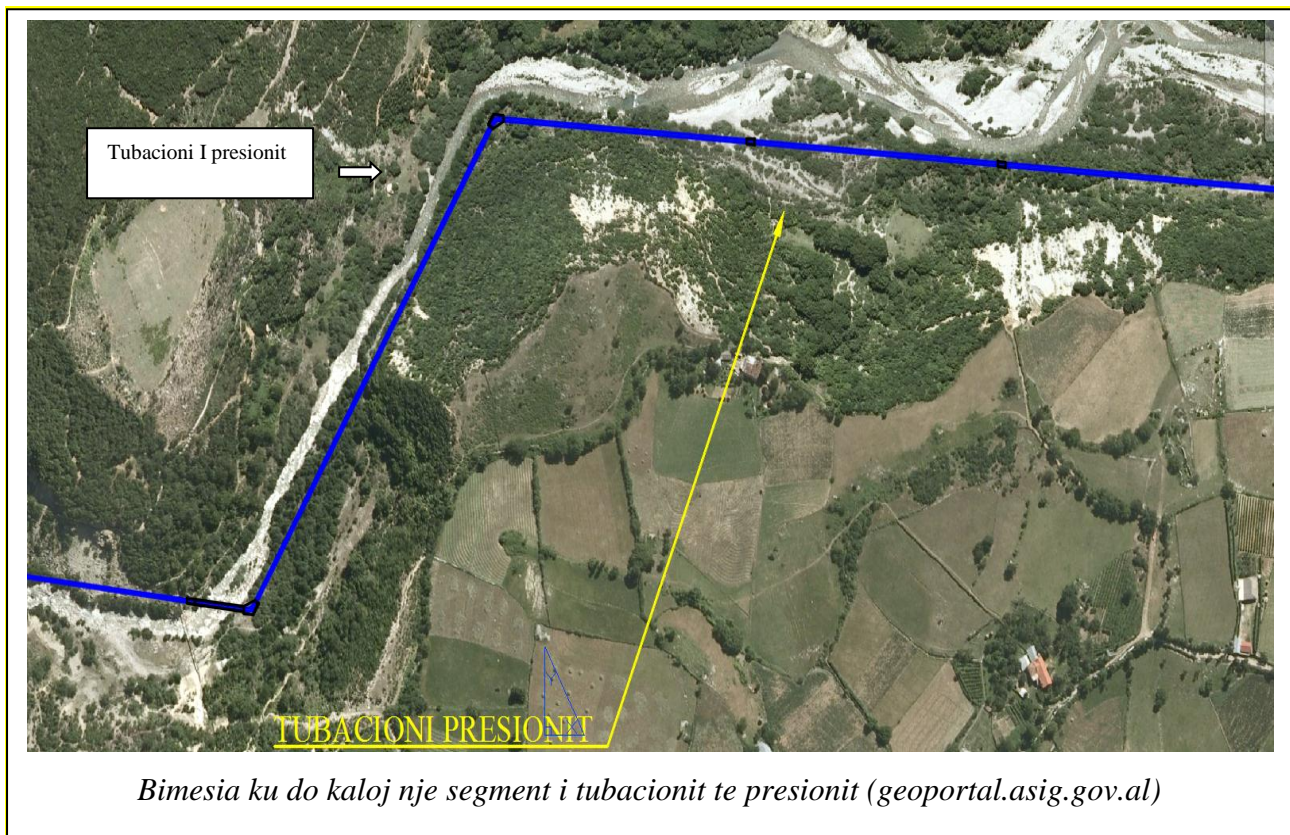 Tubacioni I presionit
TUBACIONI PRESIONIT
Bimesia ku do kaloj nje segment i tubacionit te presionit (geoportal.asig.gov.al)